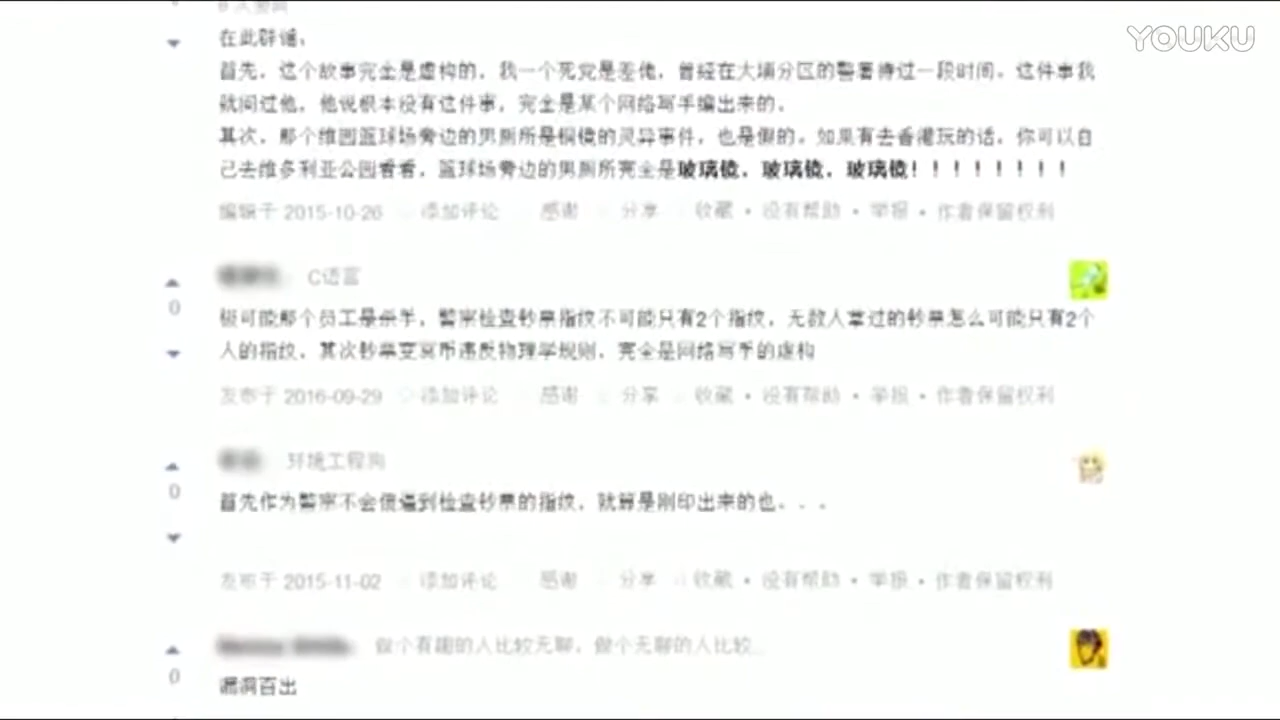 YOUKU
在此辟谣，
首先，这个故事完全是虚构的，我一个死党是差佬，曾经在大埔分区的警署待过一段时间，这件事我
就问过他，他说根本没有这件事，完全是某个网络写手编出来的。
其次，那个维园篮球场旁边的男厕所是铜镜的灵异事件，也是假的。如果有去香港玩的话，你可以自
己去维多利亚公园看看，篮球场旁边的男厕所完全是玻璃镜，玻璃镜，玻璃镜！！！！！！！！
编辑于 2015-10-26 添加评论 感谢 分享 收藏 • 没有帮助 • 举报 • 作者保留权利
C语言
0
极可能那个员工是杀手，警察检查钞票指纹不可能只有2个指纹，无数人拿过的钞票怎么可能只有2个
人的指纹，其次钞票变冥币违反物理学规则，完全是网络写手的虚构
发布于 2016-09-29 添加评论 感谢 分享 收藏 • 没有帮助 • 举报 • 作者保留权利
环境工程狗
0
首先作为警察不会傻逼到检查钞票的指纹，就算是刚印出来的也。。。
发布于 2015-11-02 添加评论 感谢 分享 收藏 • 没有帮助 • 举报 • 作者保留权利
做个有趣的人比较无聊，做个无聊的人比较...
0
漏洞百出